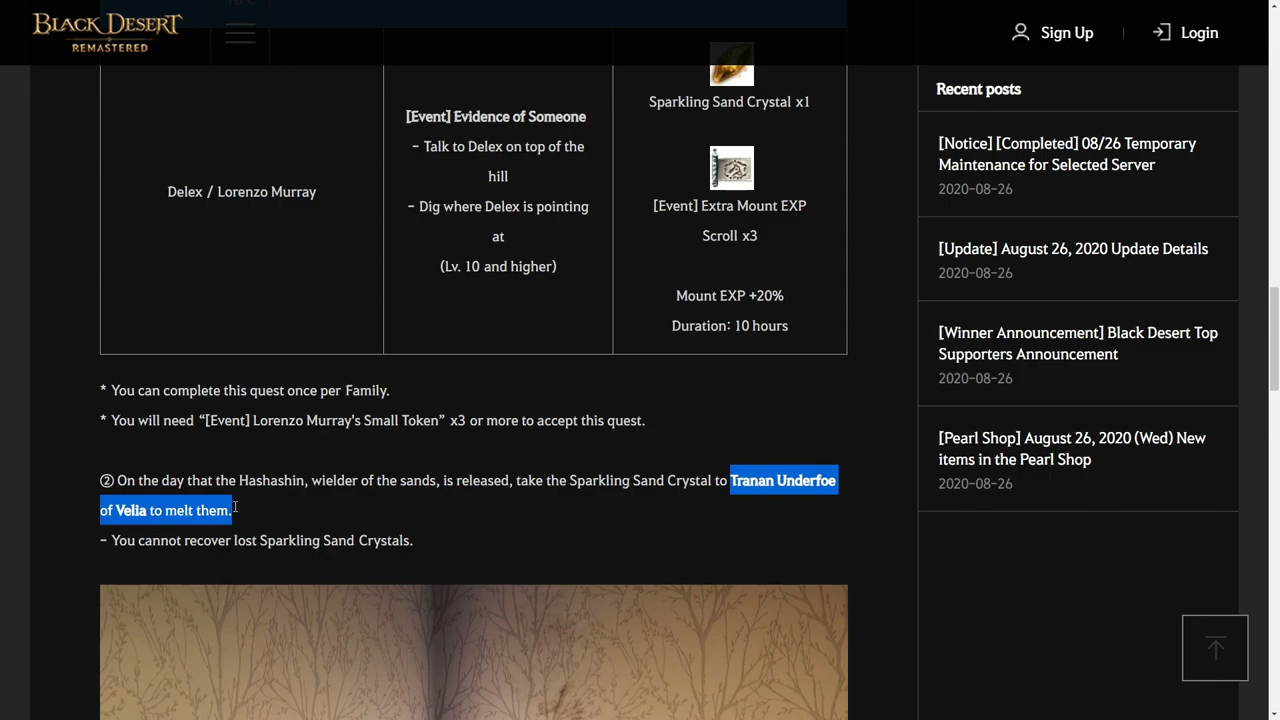 BLACK DESERT
REMASTERED
Sign Up
Login
Sparkling Sand Crystal x1
[Event] Evidence of Someone
- Talk to Delex on top of the
hill
- Dig where Delex is pointing
at
(Lv. 10 and higher)
Delex / Lorenzo Murray
[Event] Extra Mount EXP
Scroll x3
Mount EXP +20%
Duration: 10 hours
* You can complete this quest once per Family.
* You will need “[Event] Lorenzo Murray's Small Token” x3 or more to accept this quest.
② On the day that the Hashashin, wielder of the sands, is released, take the Sparkling Sand Crystal to Tranan Underfoe
of Velia to melt them.
- You cannot recover lost Sparkling Sand Crystals.
Recent posts
[Notice] [Completed] 08/26 Temporary
Maintenance for Selected Server
2020-08-26
[Update] August 26, 2020 Update Details
2020-08-26
[Winner Announcement] Black Desert Top
Supporters Announcement
2020-08-26
[Pearl Shop] August 26, 2020 (Wed) New
items in the Pearl Shop
2020-08-26